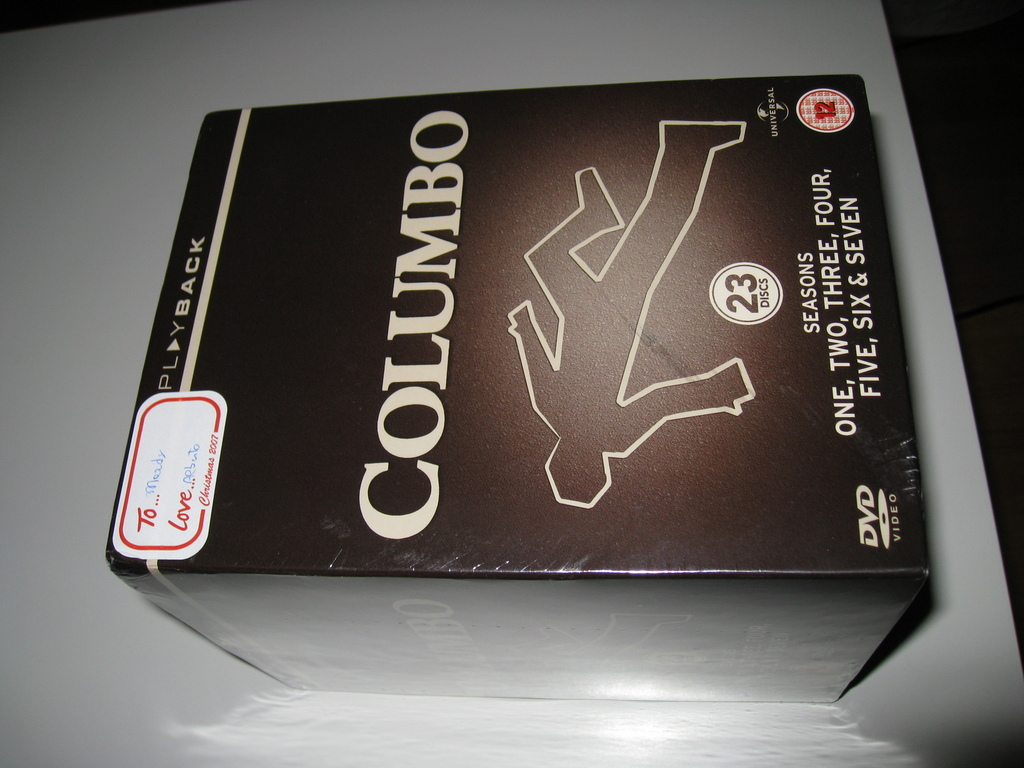 PLAYBACK
To...
Love...
Christmas 2007
COLUMBO
23
DISCS
SEASONS
ONE, TWO, THREE, FOUR,
FIVE, SIX & SEVEN
UNIVERSAL
12
DVD
VIDEO